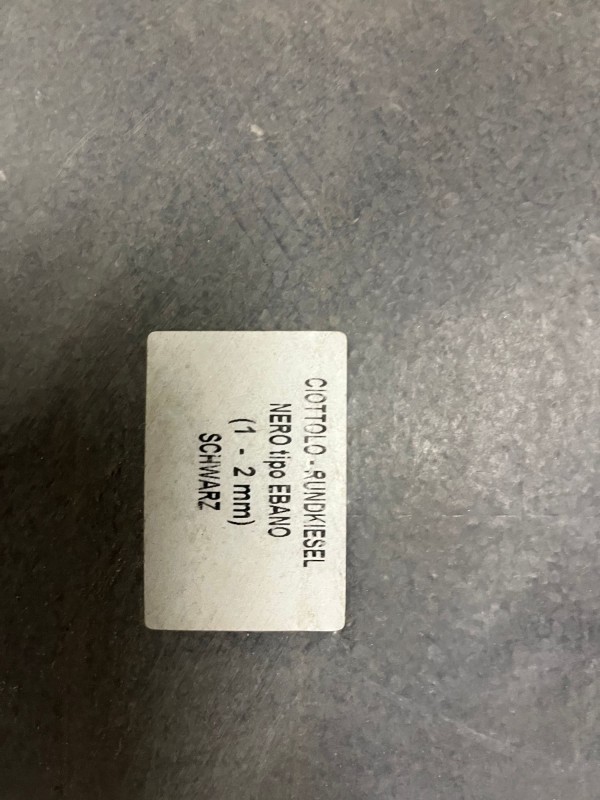 CIOTTOLO - RUNDKIESEL
NERO tipo EBANO
(1 - 2 mm)
SCHWARZ